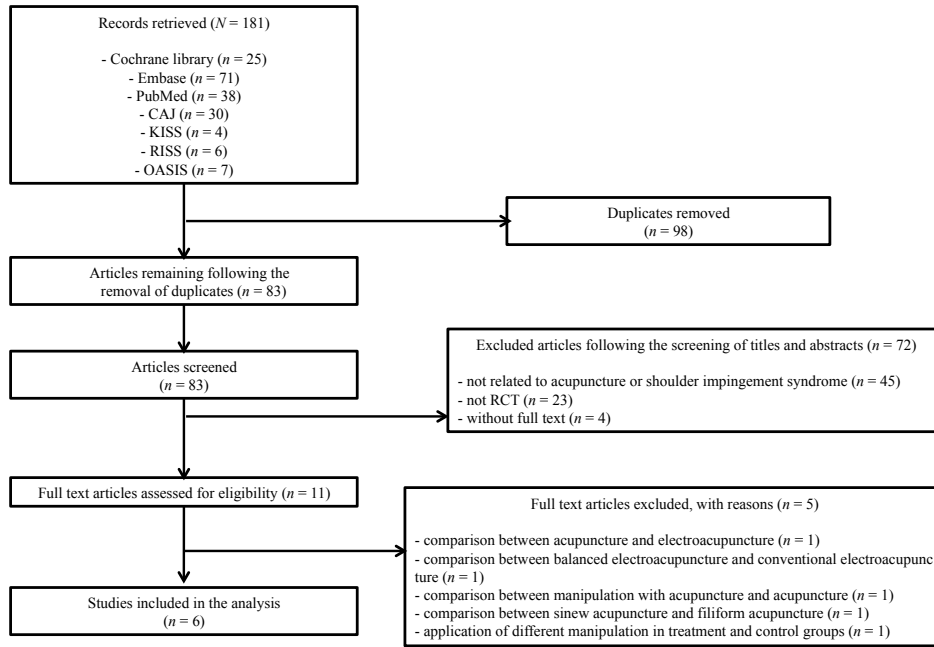 Records retrieved (N = 181)
- Cochrane library (n = 25)
- Embase (n = 71)
- PubMed (n = 38)
- CAJ (n = 30)
- KISS (n = 4)
- RISS (n = 6)
- OASIS (n = 7)
Duplicates removed
(n = 98)
Articles remaining following the
removal of duplicates (n = 83)
Articles screened
(n = 83)
Excluded articles following the screening of titles and abstracts (n = 72)
- not related to acupuncture or shoulder impingement syndrome (n = 45)
- not RCT (n = 23)
- without full text (n = 4)
Full text articles assessed for eligibility (n = 11)
Full text articles excluded, with reasons (n = 5)
- comparison between acupuncture and electroacupuncture (n = 1)
- comparison between balanced electroacupuncture and conventional electroacupunc
ture (n = 1)
- comparison between manipulation with acupuncture and acupuncture (n = 1)
- comparison between sinew acupuncture and filiform acupuncture (n = 1)
- application of different manipulation in treatment and control groups (n = 1)
Studies included in the analysis
(n = 6)